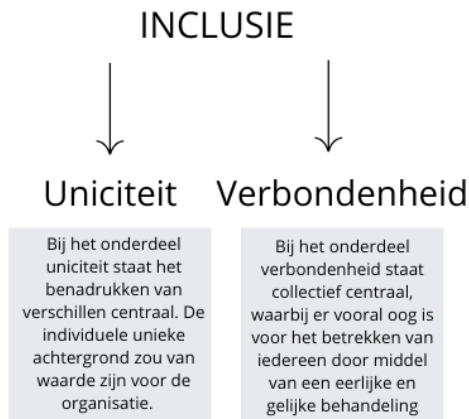 INCLUSIE
Uniciteit
Verbondenheid
Bij het onderdeel
uniciteit staat het
benadrukken van
verschillen centraal. De
individuele unieke
achtergrond zou van
waarde zijn voor de
organisatie.
Bij het onderdeel
verbondenheid staat
collectief centraal,
waarbij er vooral oog is
voor het betrekken van
iedereen door middel
van een eerlijke en
gelijke behandeling